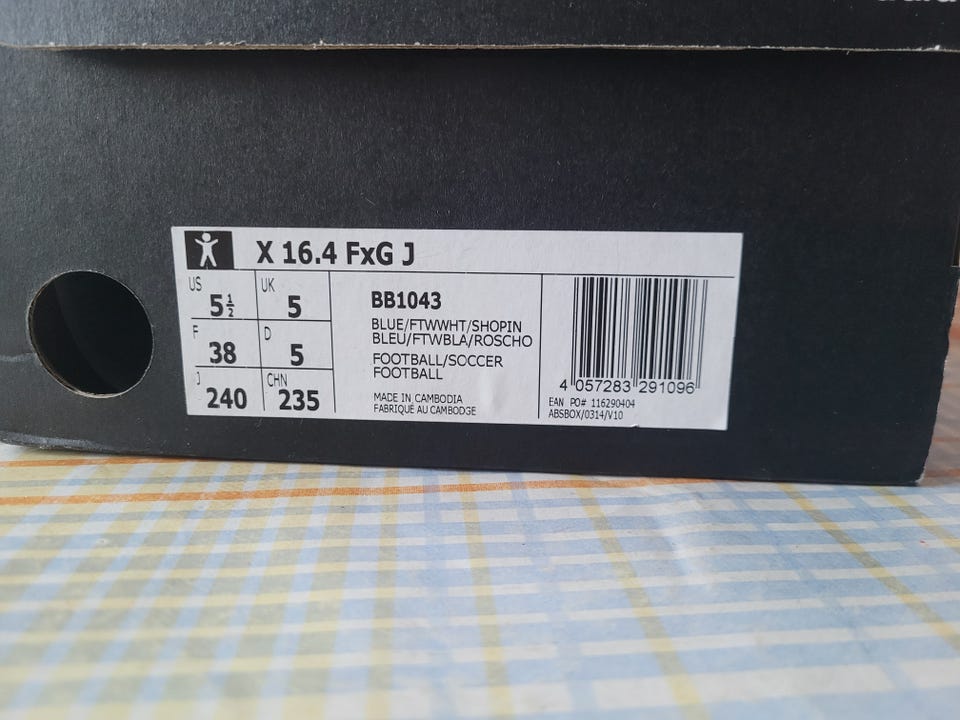 X 16.4 FxG J
US 5½ UK 5
F 38 D 5
J 240 CHN 235
BB1043
BLUE/FTWWHT/SHOPIN
BLEU/FTWBLA/ROSCHO
FOOTBALL/SOCCER
FOOTBALL
MADE IN CAMBODIA
FABRIQUÉ AU CAMBODGE
4 057283 291096
EAN PO# 116290404
ABSBOX/0314/V10